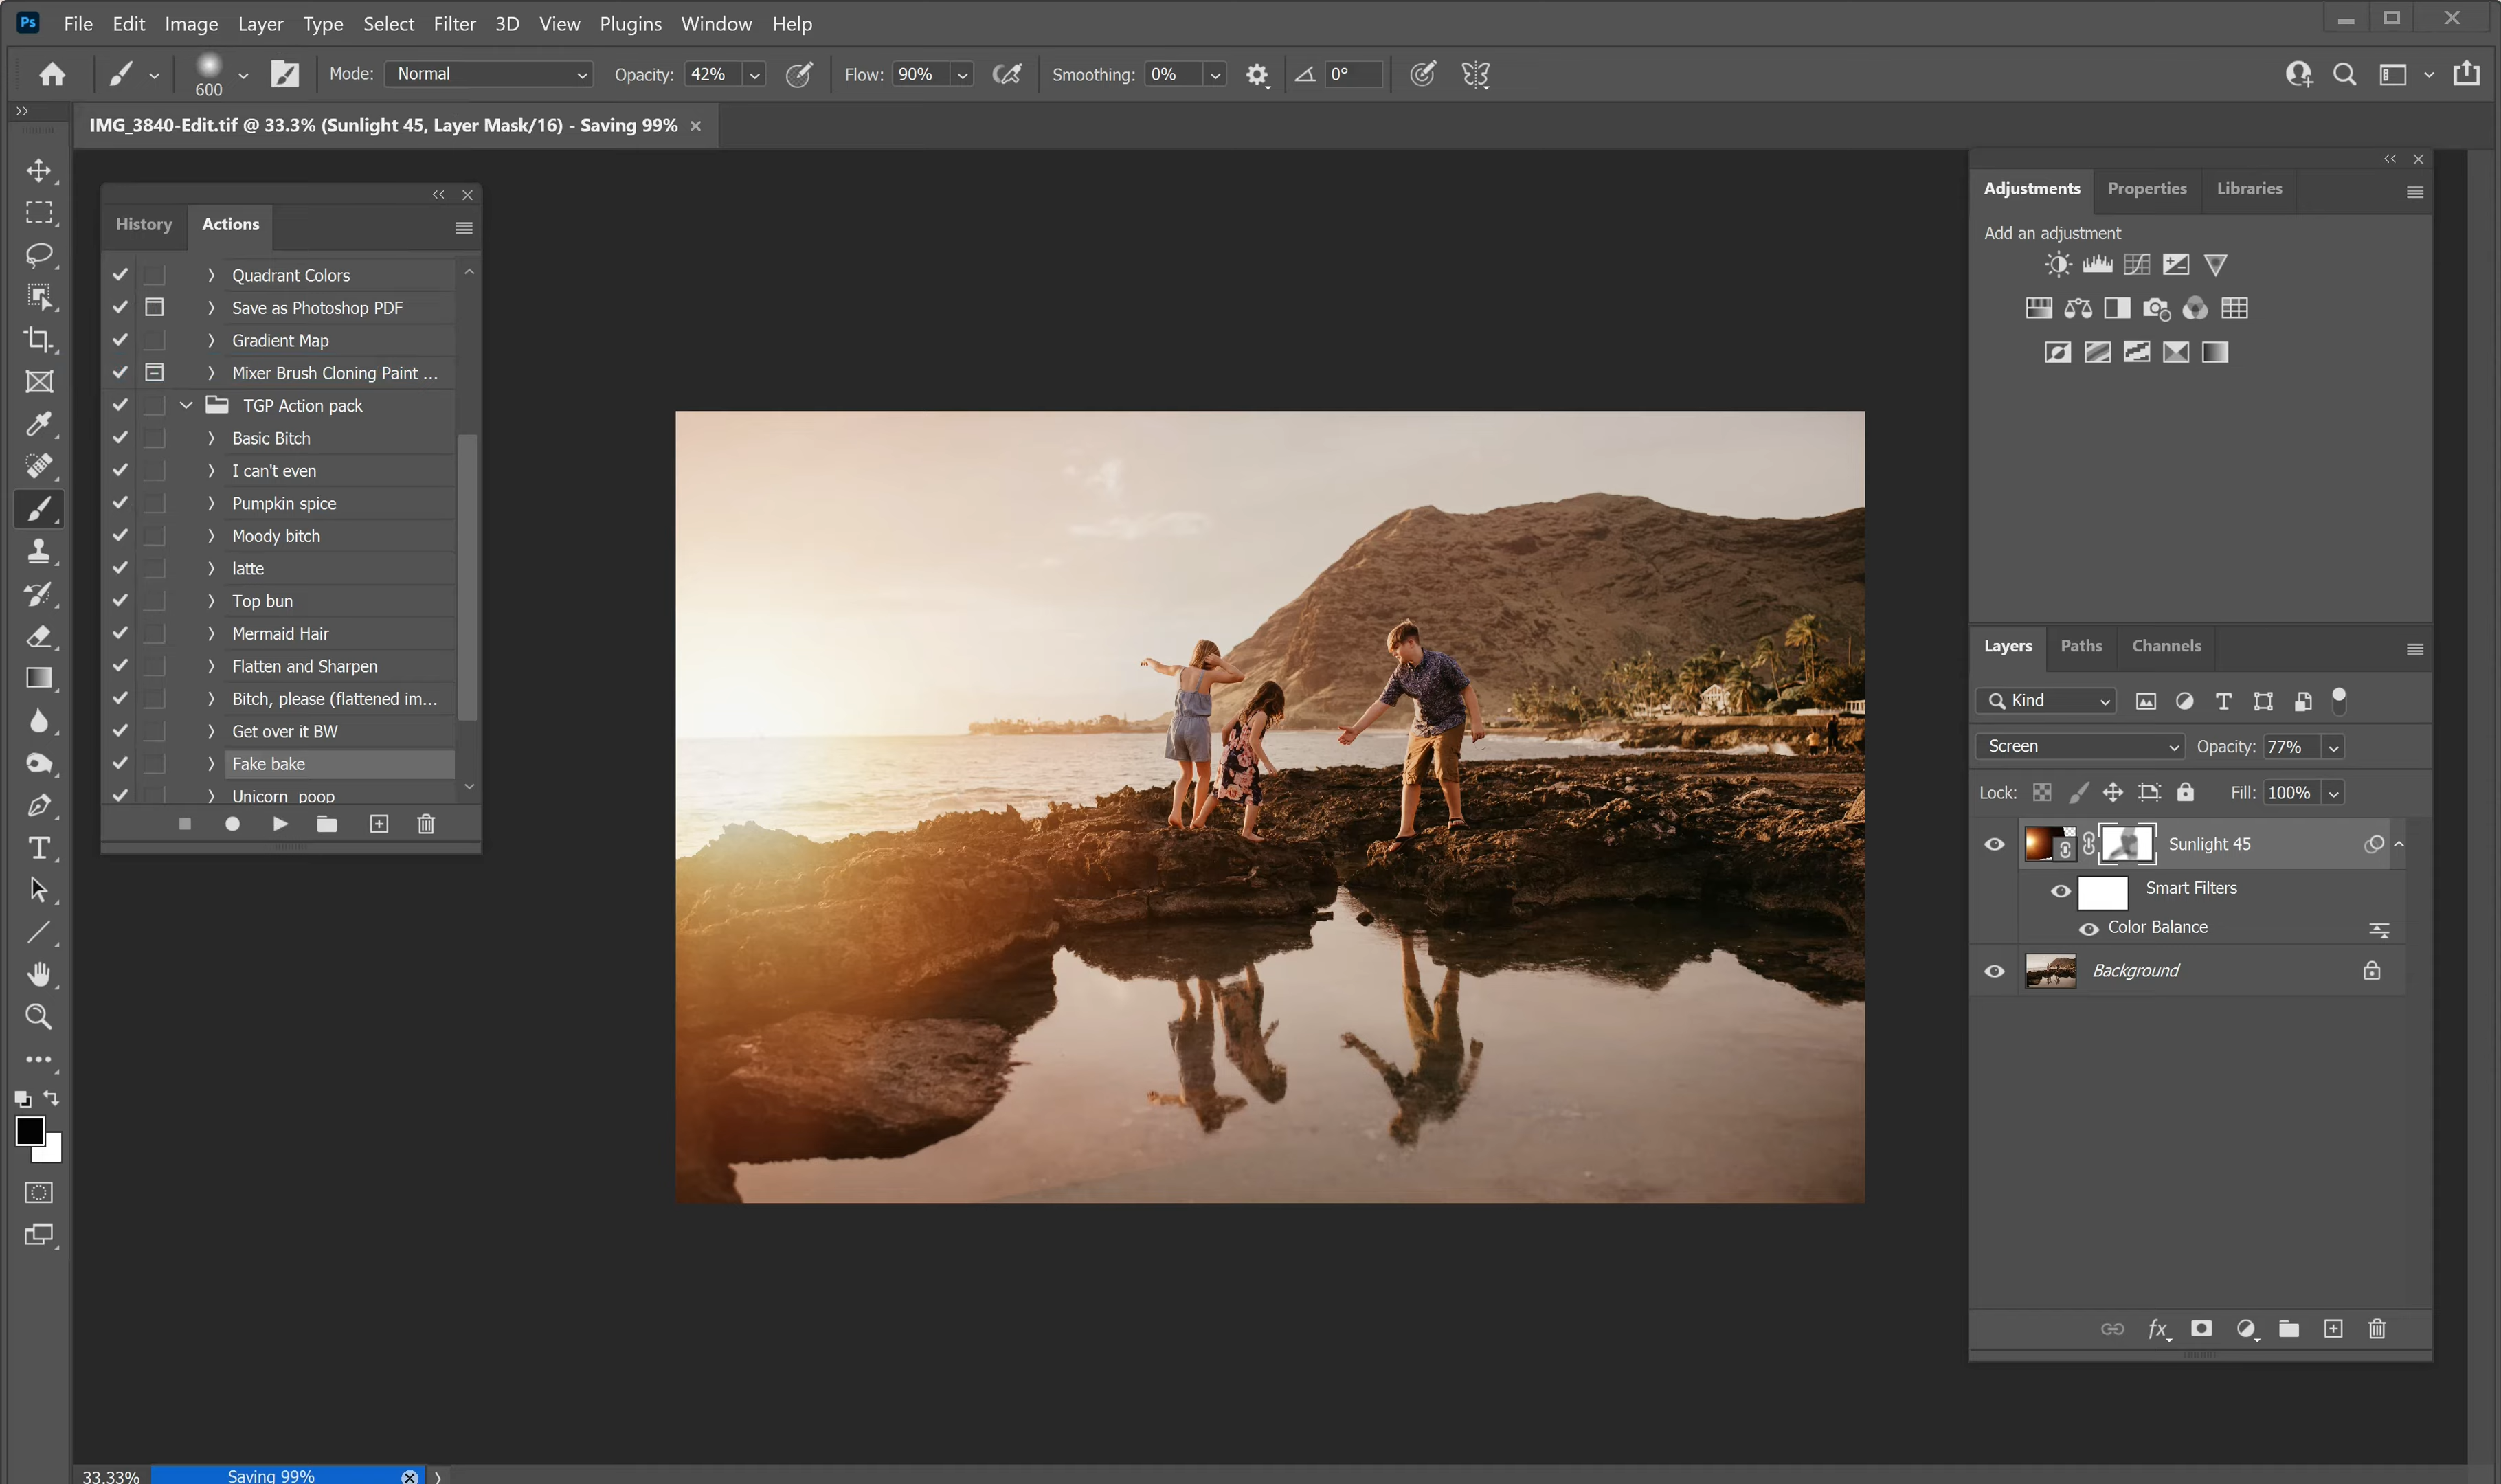 Ps File Edit Image Layer Type Select Filter 3D View Plugins Window Help
600 Mode: Normal Opacity: 42% Flow: 90% Smoothing: 0% 0°
IMG_3840-Edit.tif @ 33.3% (Sunlight 45, Layer Mask/16) - Saving 99%
History Actions
Quadrant Colors
Save as Photoshop PDF
Gradient Map
Mixer Brush Cloning Paint ...
TGP Action pack
Basic Bitch
I can't even
Pumpkin spice
Moody bitch
latte
Top bun
Mermaid Hair
Flatten and Sharpen
Bitch, please (flattened im...
Get over it BW
Fake bake
Unicorn poop
Adjustments Properties Libraries
Add an adjustment
Layers Paths Channels
Kind
Screen Opacity: 77%
Lock: Fill: 100%
Sunlight 45
Smart Filters
Color Balance
Background
fx
33.33% Saving 99%